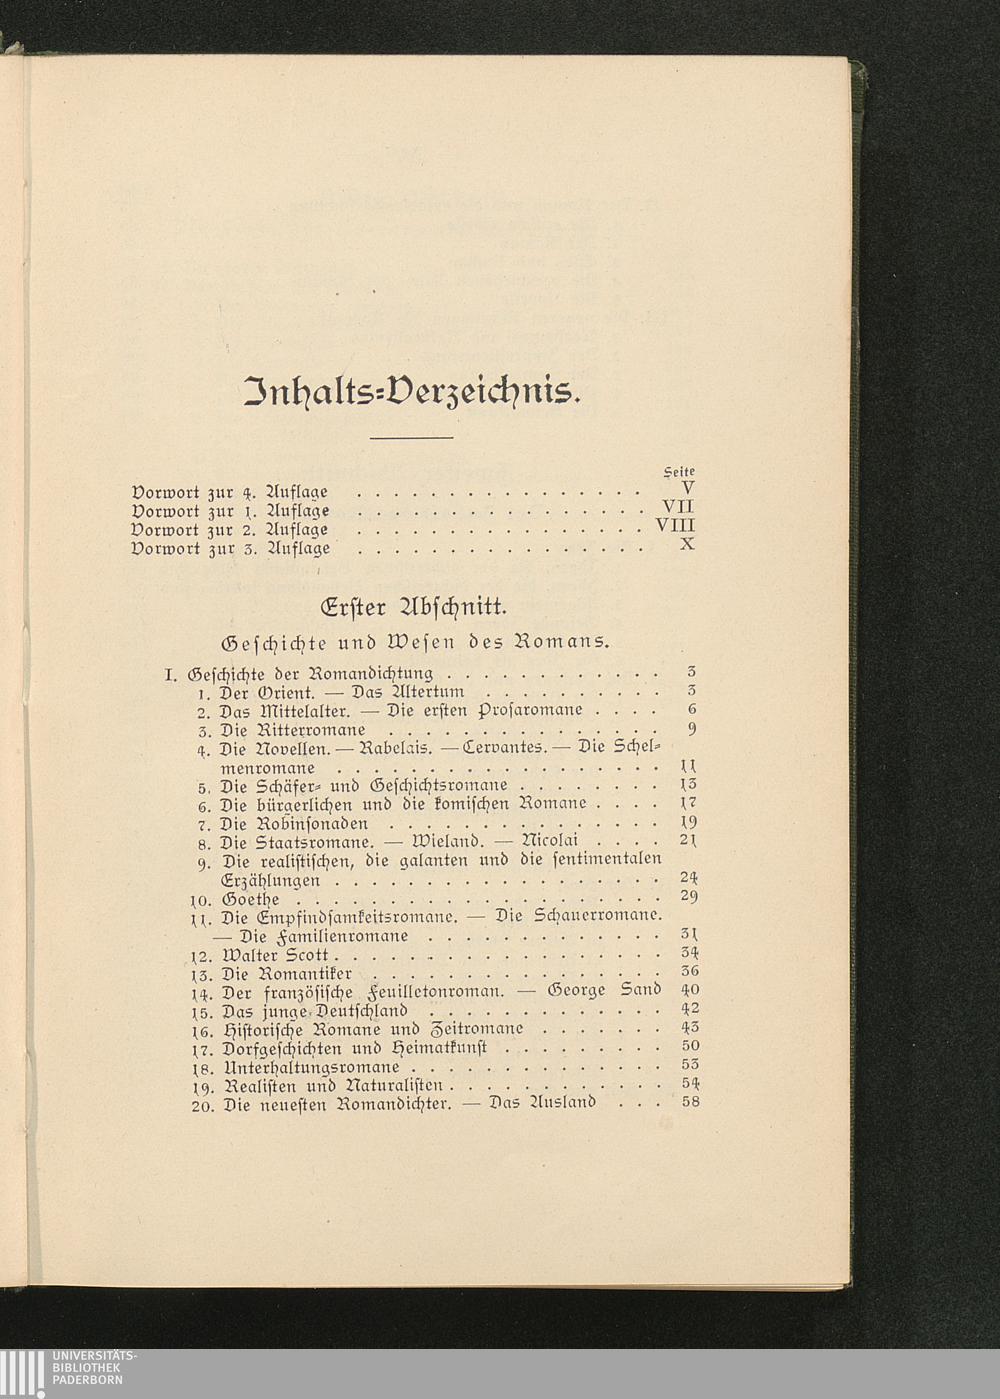 Inhalts-Verzeichnis.
Seite
Vorwort zur 4. Auflage . . . . . . . . . . . . . . . . . . . V
Vorwort zur 1. Auflage . . . . . . . . . . . . . . . . . . . VII
Vorwort zur 2. Auflage . . . . . . . . . . . . . . . . . . . VIII
Vorwort zur 3. Auflage . . . . . . . . . . . . . . . . . . . X
Erster Abschnitt.
Geschichte und Wesen des Romans.
I. Geschichte der Romandichtung . . . . . . . . . . . . . . 3
1. Der Orient. — Das Altertum . . . . . . . . . . . . 3
2. Das Mittelalter. — Die ersten Prosaromane . . . . 6
3. Die Ritterromane . . . . . . . . . . . . . . . . . . 9
4. Die Novellen. — Rabelais. — Cervantes. — Die Schel-
menromane . . . . . . . . . . . . . . . . . . . . . 11
5. Die Schäfer- und Geschichtsromane . . . . . . . . . 13
6. Die bürgerlichen und die komischen Romane . . . . 17
7. Die Robinsonaden . . . . . . . . . . . . . . . . . . 19
8. Die Staatsromane. — Wieland. — Nicolai . . . . . 21
9. Die realistischen, die galanten und die sentimentalen
Erzählungen . . . . . . . . . . . . . . . . . . . . . 24
10. Goethe . . . . . . . . . . . . . . . . . . . . . . . . 29
11. Die Empfindsamkeitsromane. — Die Schauerromane.
— Die Familienromane . . . . . . . . . . . . . . . 31
12. Walter Scott . . . . . . . . . . . . . . . . . . . . . 34
13. Die Romantiker . . . . . . . . . . . . . . . . . . . 36
14. Der französische Feuilletonroman. — George Sand 40
15. Das junge Deutschland . . . . . . . . . . . . . . . 42
16. Historische Romane und Zeitromane . . . . . . . . 43
17. Dorfgeschichten und Heimatkunst . . . . . . . . . . 50
18. Unterhaltungsromane . . . . . . . . . . . . . . . . . 53
19. Realisten und Naturalisten . . . . . . . . . . . . . . 54
20. Die neuesten Romandichter. — Das Ausland . . . 58
UNIVERSITÄTS-
BIBLIOTHEK
PADERBORN